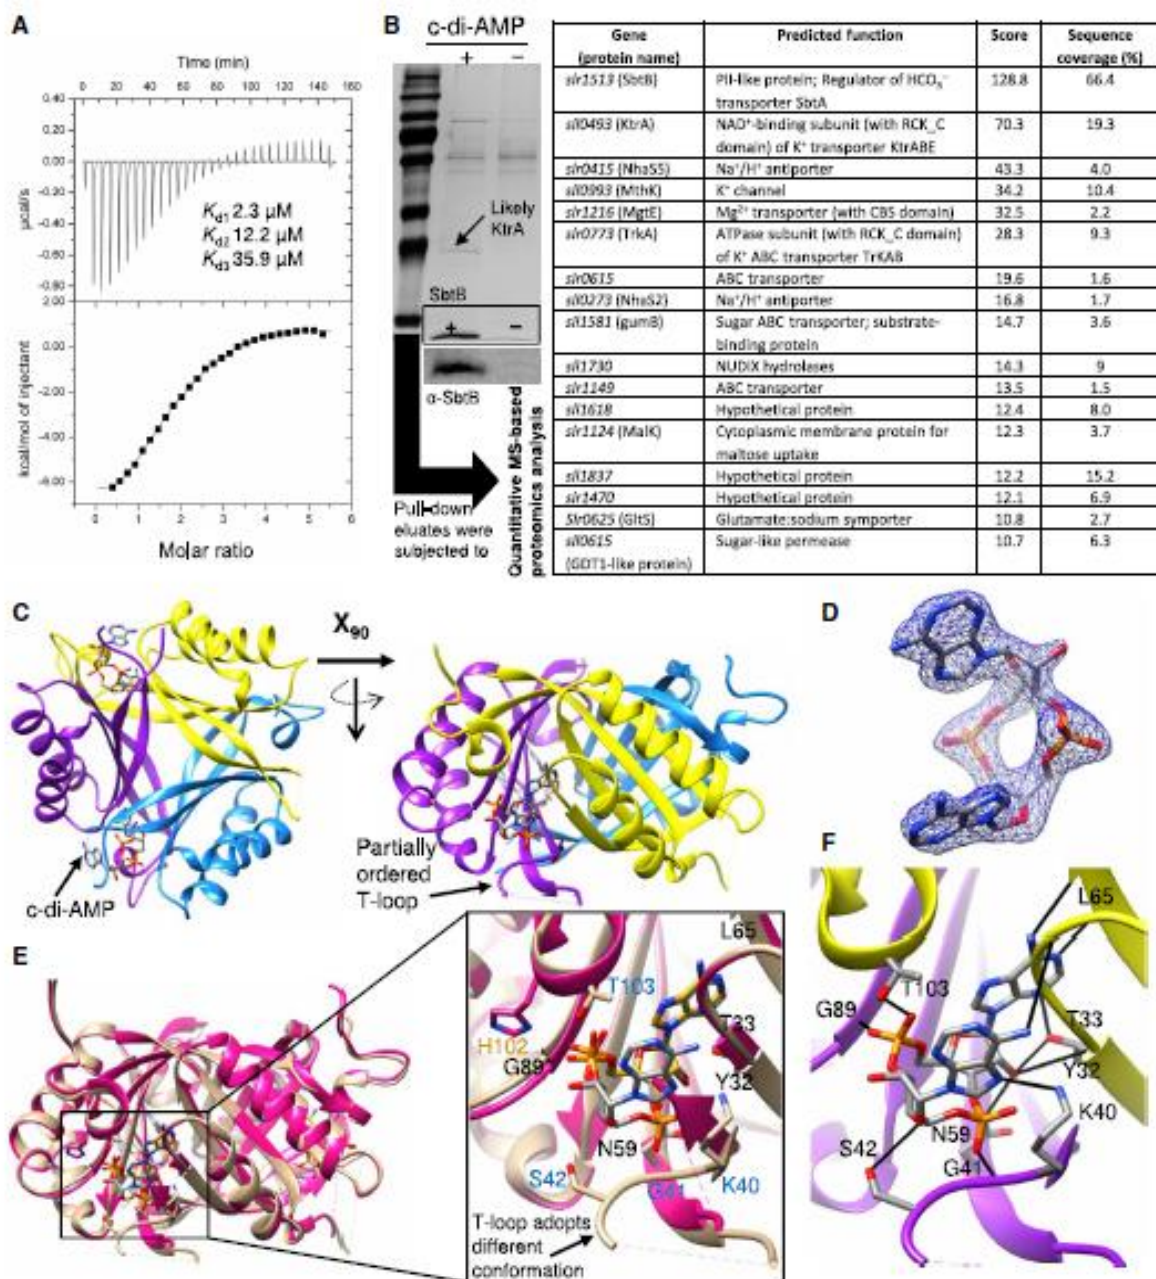 A
Time (min)
0 20 40 60 80 100 120 140 160
0.40
0.20
0.00
-0.20
-0.40
-0.60
-0.80
µcal/s
Kd1 2.3 µM
Kd2 12.2 µM
Kd3 35.9 µM
2.00
0.00
-2.00
-4.00
-6.00
kcal/mol of injectant
0 1 2 3 4 5 6
Molar ratio
B
c-di-AMP
+ −
Likely
KtrA
SbtB
+ −
α-SbtB
Pull-down
eluates were
subjected to
Quantitative MS-based
proteomics analysis
Gene (protein name) Predicted function Score Sequence coverage (%)
slr1513 (SbtB) PII-like protein; Regulator of HCO₃⁻ transporter SbtA 128.8 66.4
sll0493 (KtrA) NAD⁺-binding subunit (with RCK_C domain) of K⁺ transporter KtrABE 70.3 19.3
slr0415 (NhaS5) Na⁺/H⁺ antiporter 43.3 4.0
sll0993 (MthK) K⁺ channel 34.2 10.4
slr1216 (MgtE) Mg²⁺ transporter (with CBS domain) 32.5 2.2
slr0773 (TrkA) ATPase subunit (with RCK_C domain) of K⁺ ABC transporter TrKAB 28.3 9.3
slr0615 ABC transporter 19.6 1.6
sll0273 (NhaS2) Na⁺/H⁺ antiporter 16.8 1.7
sll1581 (gumB) Sugar ABC transporter; substrate-binding protein 14.7 3.6
sll1730 NUDIX hydrolases 14.3 9
slr1149 ABC transporter 13.5 1.5
sll1618 Hypothetical protein 12.4 8.0
slr1124 (MalK) Cytoplasmic membrane protein for maltose uptake 12.3 3.7
sll1837 Hypothetical protein 12.2 15.2
slr1470 Hypothetical protein 12.1 6.9
Slr0625 (GltS) Glutamate:sodium symporter 10.8 2.7
sll0615 (GDT1-like protein) Sugar-like permease 10.7 6.3
C
X90
c-di-AMP
Partially
ordered
T-loop
D
E
L65
T103
T33
H102
G89
Y32
N59
S42
G41
K40
T-loop adopts
different
conformation
F
L65
T103
G89
T33
Y32
K40
S42
N59
G41